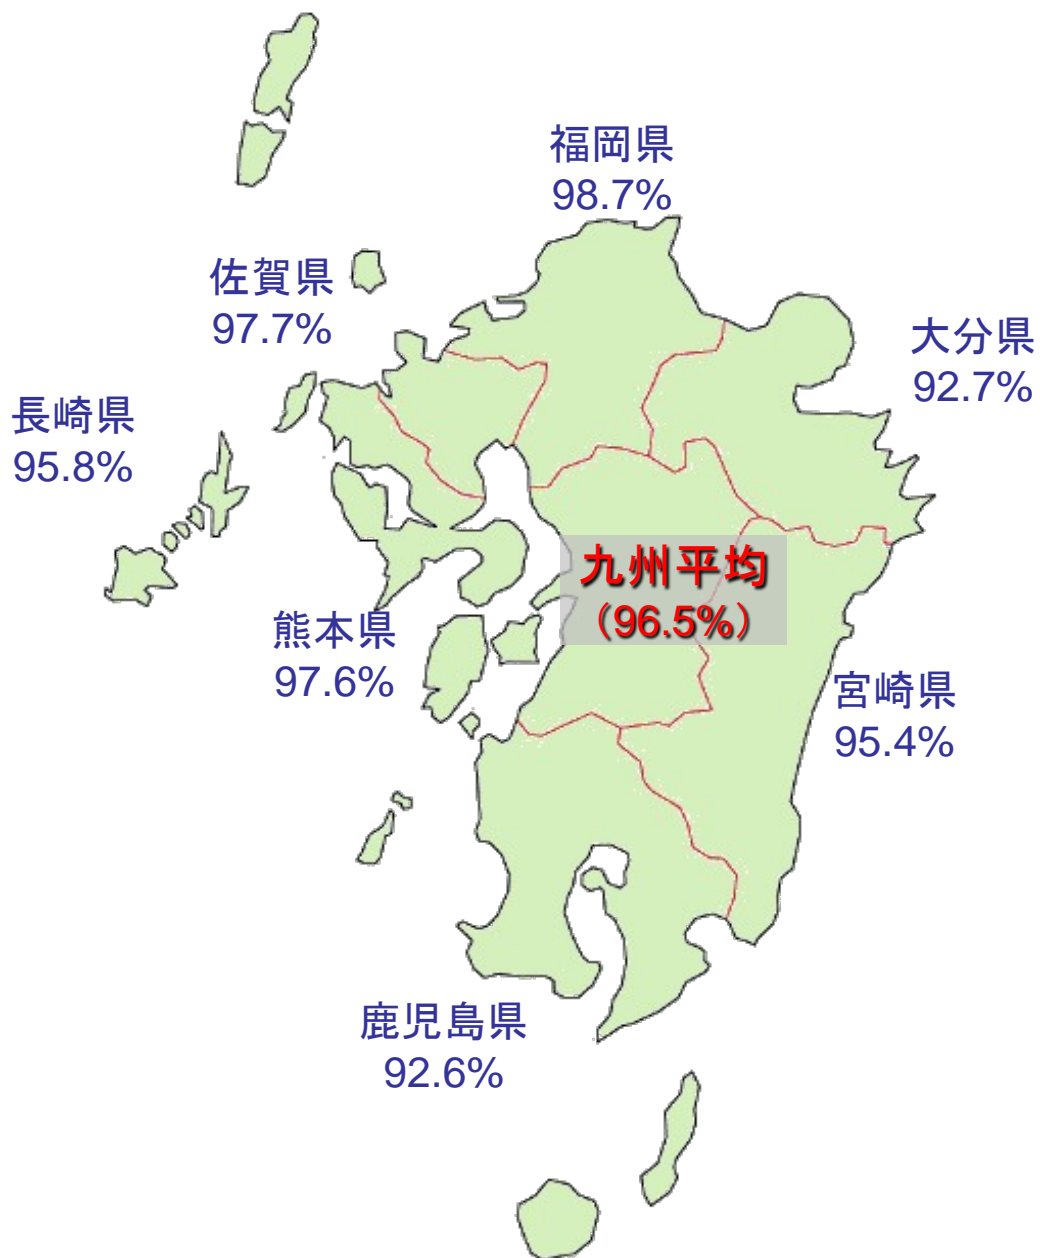 福岡県
98.7%
佐賀県
97.7%
大分県
92.7%
長崎県
95.8%
九州平均
（96.5%）
熊本県
97.6%
宮崎県
95.4%
鹿児島県
92.6%